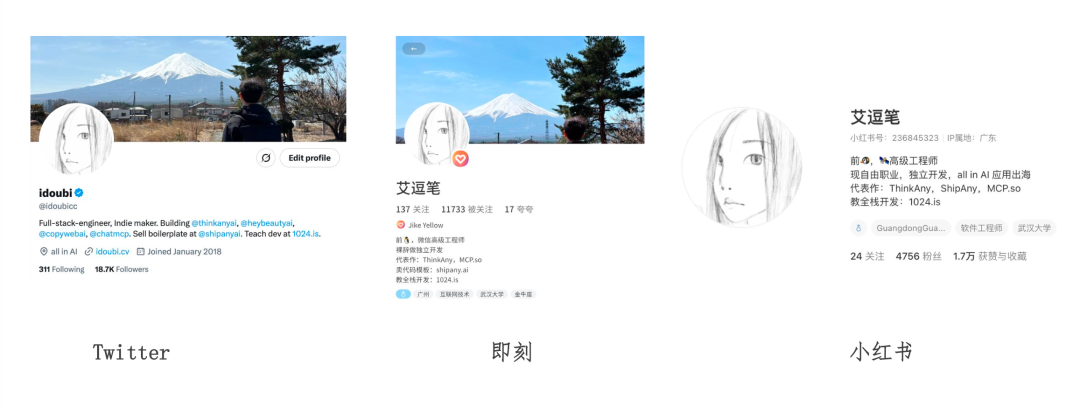 Edit profile
idoubi
@idoubicc
Full-stack-engineer, Indie maker. Building @thinkanyai, @heybeautyai,
@copywebai, @chatmcp. Sell boilerplate at @shipanyai. Teach dev at 1024.is.
all in AI idoubi.cv Joined January 2018
311 Following 18.7K Followers
Twitter
艾逗笔
137 关注 11733 被关注 17 夸夸
Jike Yellow
前🐧，微信高级工程师
裸辞做独立开发
代表作：ThinkAny，MCP.so
卖代码模板：shipany.ai
教全栈开发：1024.is
广州 互联网技术 武汉大学 金牛座
即刻
艾逗笔
小红书号：236845323 IP属地：广东
前🐧，🛰️高级工程师
现自由职业，独立开发，all in AI 应用出海
代表作：ThinkAny，ShipAny，MCP.so
教全栈开发：1024.is
GuangdongGua... 软件工程师 武汉大学
24 关注 4756 粉丝 1.7万 获赞与收藏
小红书